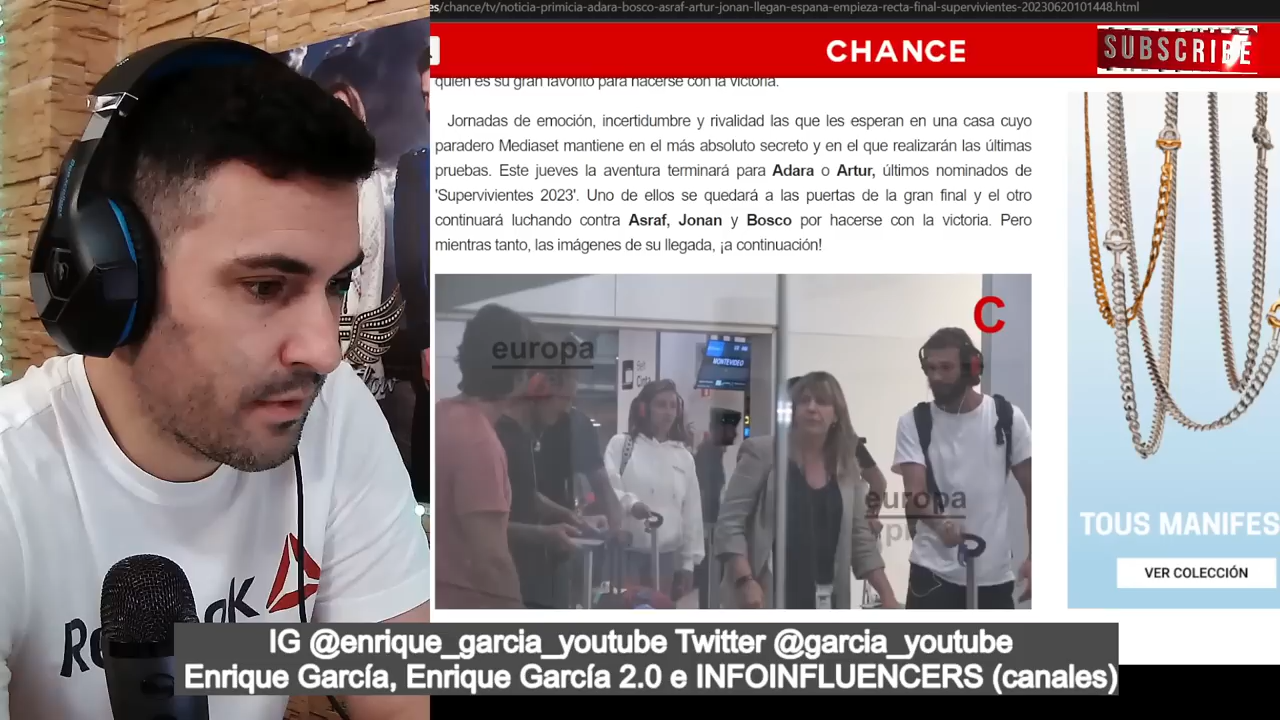 es/chance/tv/noticia-primicia-adara-bosco-asraf-artur-jonan-llegan-espana-empieza-recta-final-supervivientes-20230620101448.html
CHANCE
SUBSCRIBE
quien es su gran favorito para hacerse con la victoria.
Jornadas de emoción, incertidumbre y rivalidad las que les esperan en una casa cuyo
paradero Mediaset mantiene en el más absoluto secreto y en el que realizarán las últimas
pruebas. Este jueves la aventura terminará para Adara o Artur, últimos nominados de
'Supervivientes 2023'. Uno de ellos se quedará a las puertas de la gran final y el otro
continuará luchando contra Asraf, Jonan y Bosco por hacerse con la victoria. Pero
mientras tanto, las imágenes de su llegada, ¡a continuación!
C
europa
MONTEVIDEO
Cinta
europa
TOUS MANIFES
VER COLECCIÓN
Re
ok
IG @enrique_garcia_youtube Twitter @garcia_youtube
Enrique García, Enrique García 2.0 e INFOINFLUENCERS (canales)